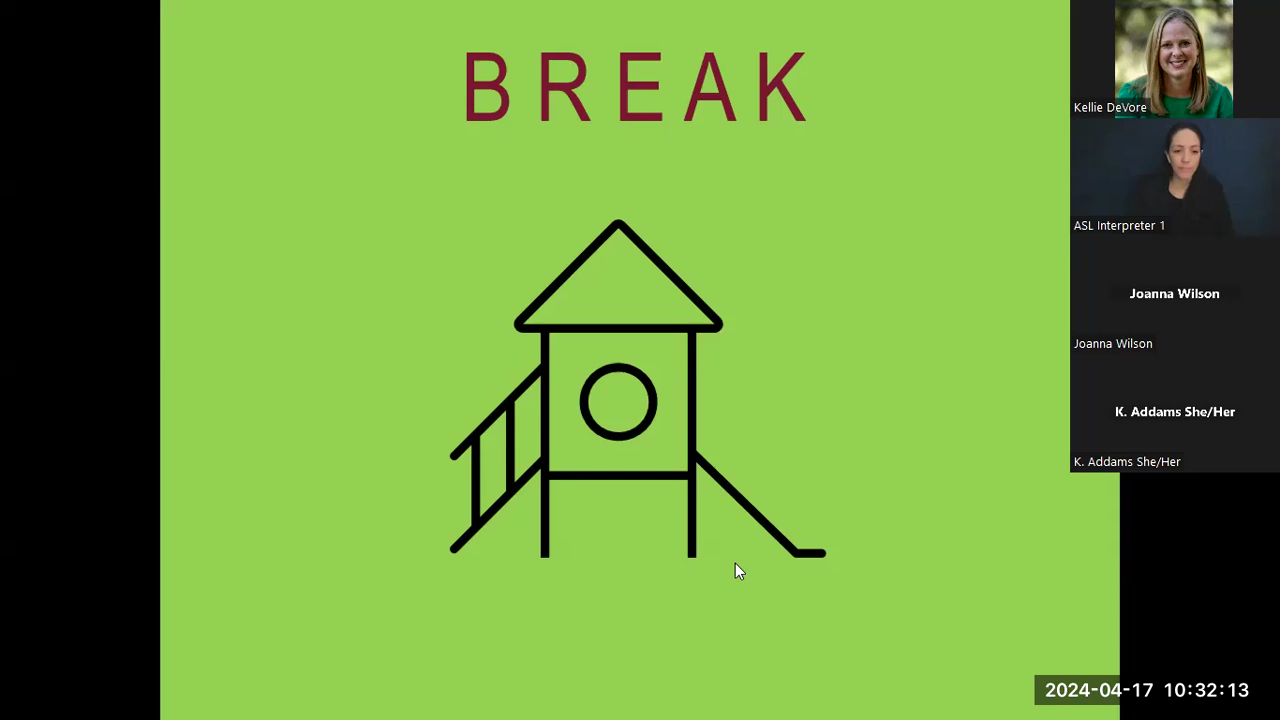 BREAK
Kellie DeVore
ASL Interpreter 1
Joanna Wilson
Joanna Wilson
K. Addams She/Her
K. Addams She/Her
2024-04-17 10:32:13